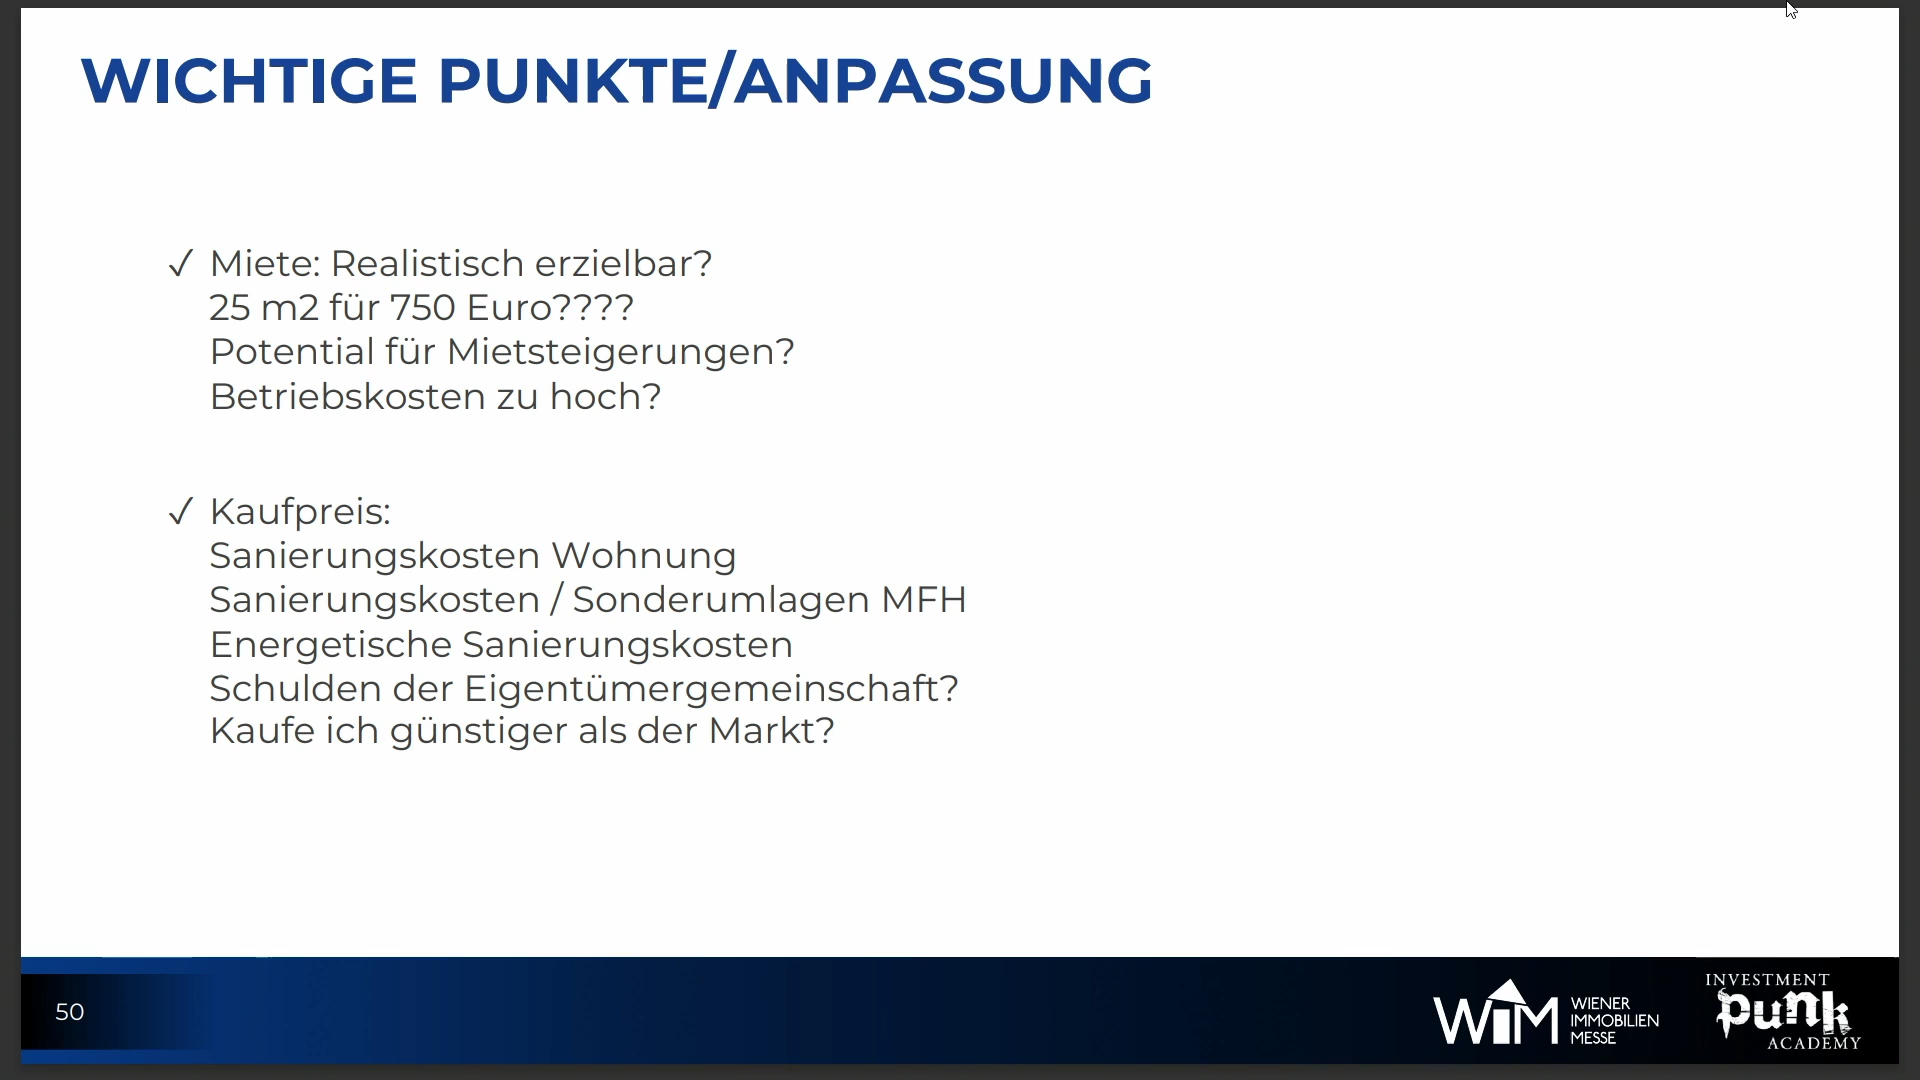 WICHTIGE PUNKTE/ANPASSUNG
✓ Miete: Realistisch erzielbar?
25 m2 für 750 Euro????
Potential für Mietsteigerungen?
Betriebskosten zu hoch?
✓ Kaufpreis:
Sanierungskosten Wohnung
Sanierungskosten / Sonderumlagen MFH
Energetische Sanierungskosten
Schulden der Eigentümergemeinschaft?
Kaufe ich günstiger als der Markt?
50
WIM
WIENER
IMMOBILIEN
MESSE
INVESTMENT
punk
ACADEMY